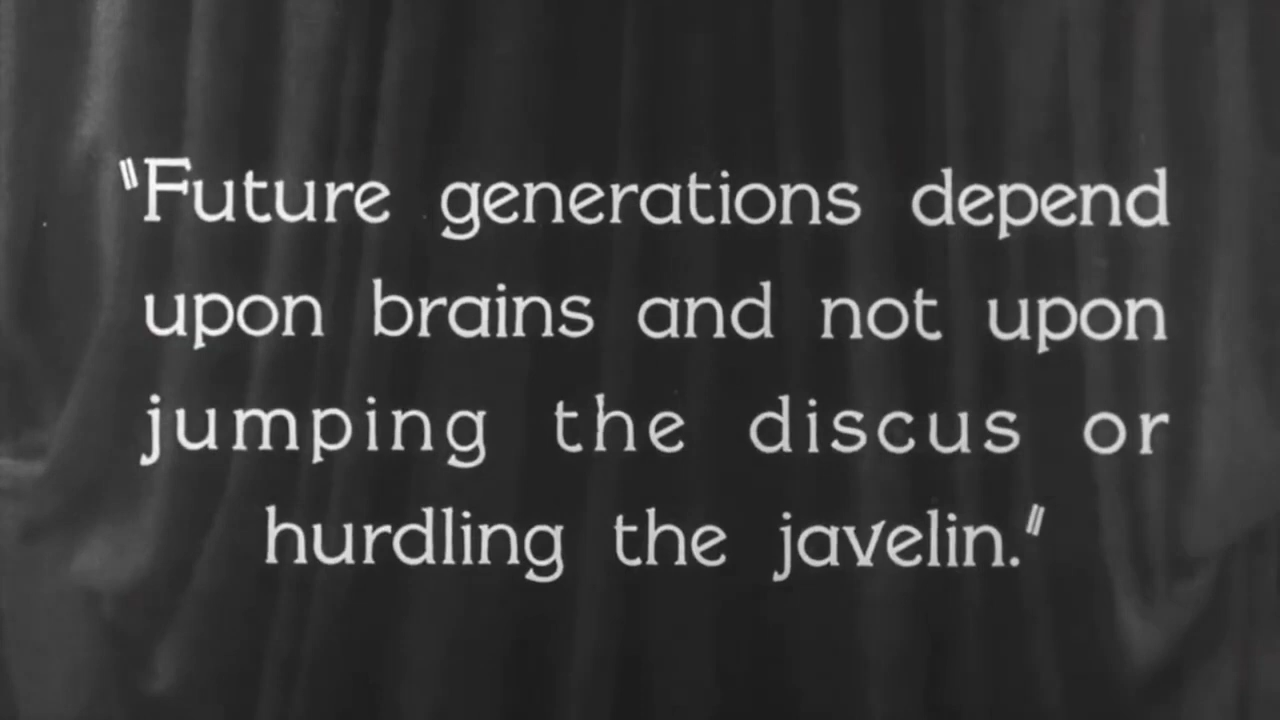 "Future generations depend
upon brains and not upon
jumping the discus or
hurdling the javelin."